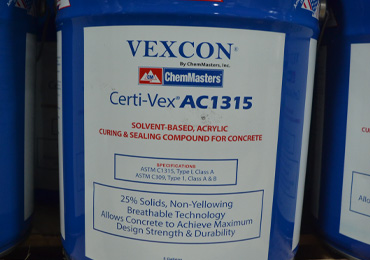 VEXCON®
By ChemMasters, Inc.
CM ChemMasters®
Certi-Vex® AC1315
SOLVENT-BASED, ACRYLIC
CURING & SEALING COMPOUND FOR CONCRETE
SPECIFICATIONS
ASTM C1315, Type I, Class A
ASTM C309, Type 1, Class A & B
25% Solids, Non-Yellowing
Breathable Technology
Allows Concrete to Achieve Maximum
Design Strength & Durability